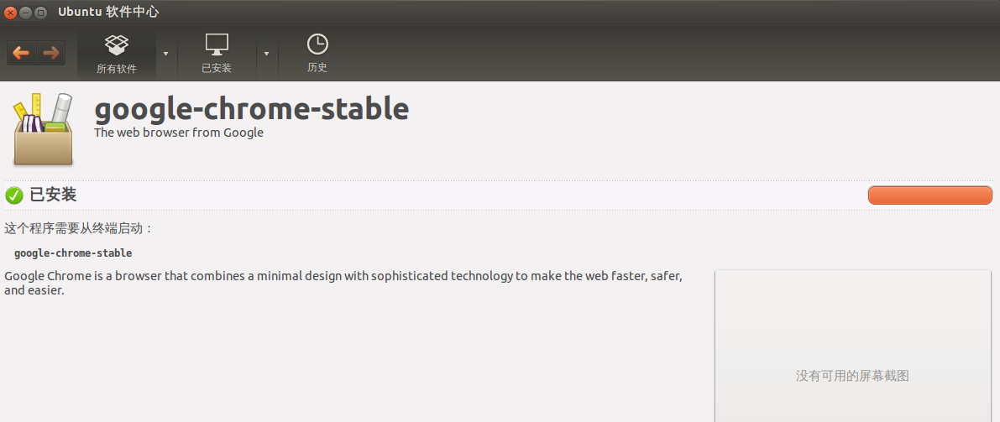 Ubuntu 软件中心
所有软件
已安装
历史
google-chrome-stable
The web browser from Google
已安装
这个程序需要从终端启动：
google-chrome-stable
Google Chrome is a browser that combines a minimal design with sophisticated technology to make the web faster, safer,
and easier.
没有可用的屏幕截图